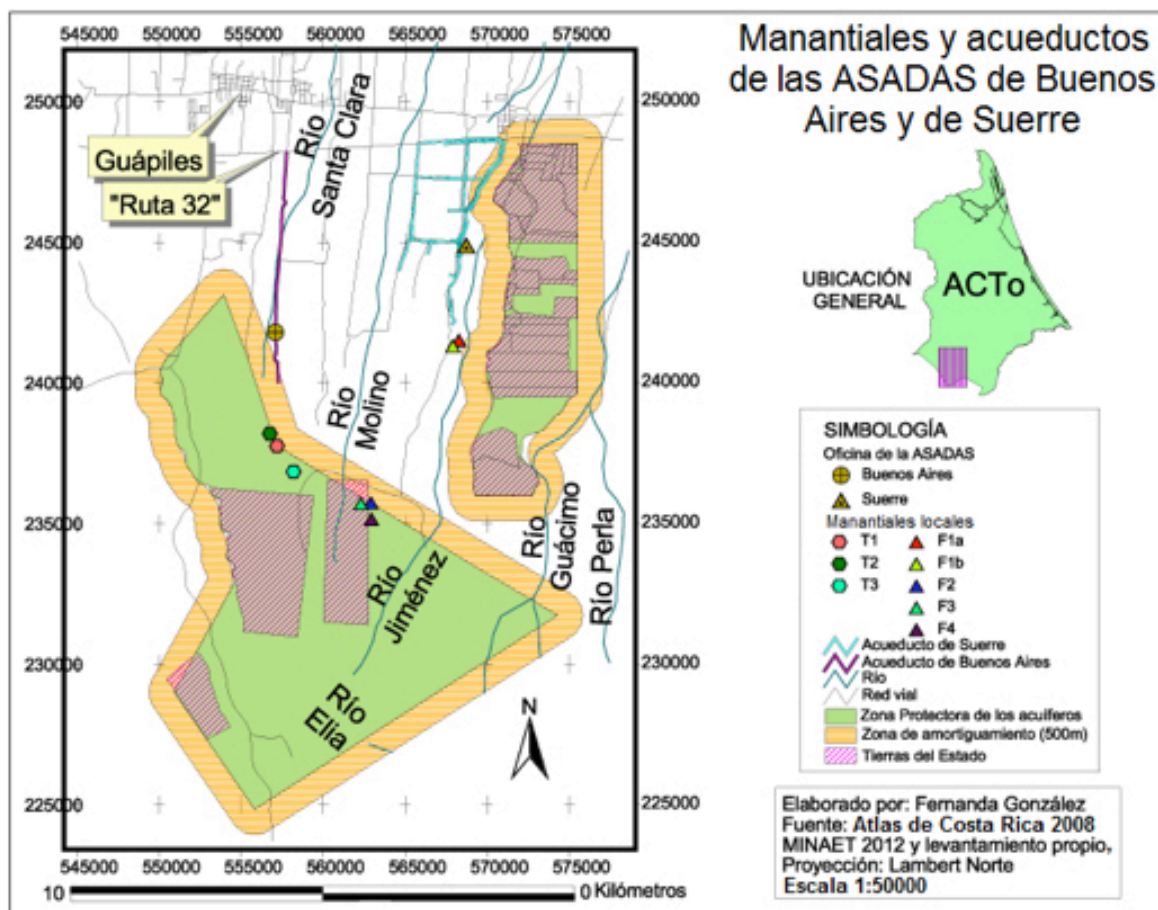 545000 550000 555000 560000 565000 570000 575000
250000
245000
240000
235000
230000
225000
250000
245000
240000
235000
230000
225000
545000 550000 555000 560000 565000 570000 575000
Guápiles
"Ruta 32"
Río
Santa Clara
Río
Molino
Río
Jiménez
Río
Elia
Río
Guácimo
Río Perla
N
10 0 Kilómetros
Manantiales y acueductos
de las ASADAS de Buenos
Aires y de Suerre
UBICACIÓN
GENERAL
ACTo
SIMBOLOGÍA
Oficina de la ASADAS
Buenos Aires
Suerre
Manantiales locales
T1 F1a
T2 F1b
T3 F2
F3
F4
Acueducto de Suerre
Acueducto de Buenos Aires
Río
Red vial
Zona Protectora de los acuíferos
Zona de amortiguamiento (500m)
Tierras del Estado
Elaborado por: Fernanda González
Fuente: Atlas de Costa Rica 2008
MINAET 2012 y levantamiento propio,
Proyección: Lambert Norte
Escala 1:50000